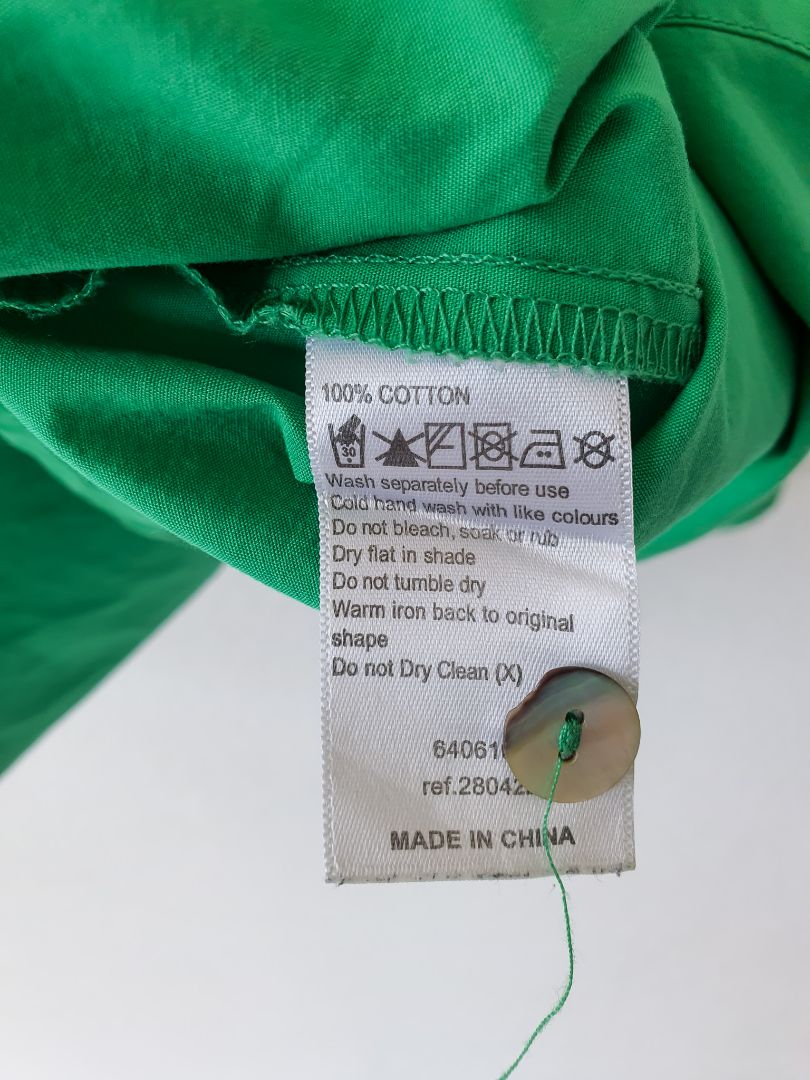 100% COTTON
30
Wash separately before use
Cold hand wash with like colours
Do not bleach, soak or rub
Dry flat in shade
Do not tumble dry
Warm iron back to original
shape
Do not Dry Clean (X)
MADE IN CHINA